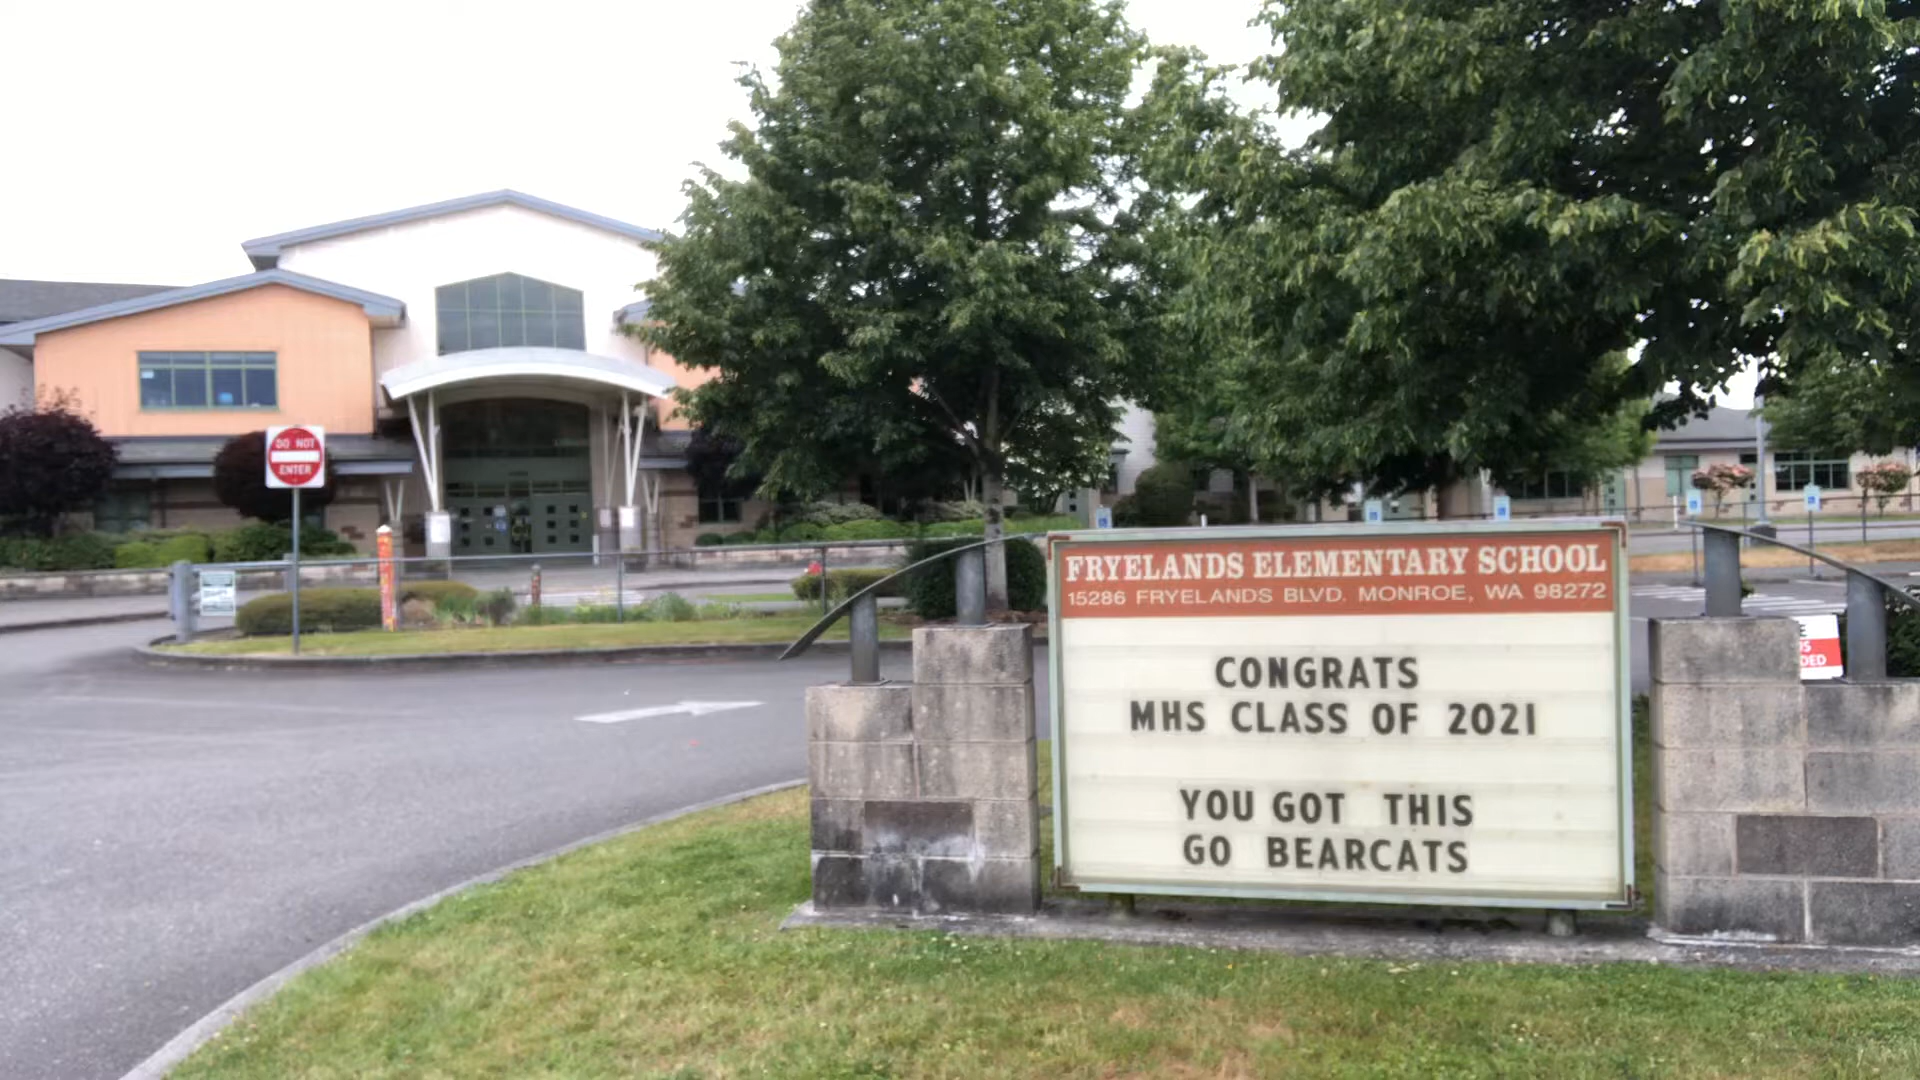 DO NOT
ENTER
FRYELANDS ELEMENTARY SCHOOL
15286 FRYELANDS BLVD. MONROE, WA 98272
CONGRATS
MHS CLASS OF 2021
YOU GOT THIS
GO BEARCATS